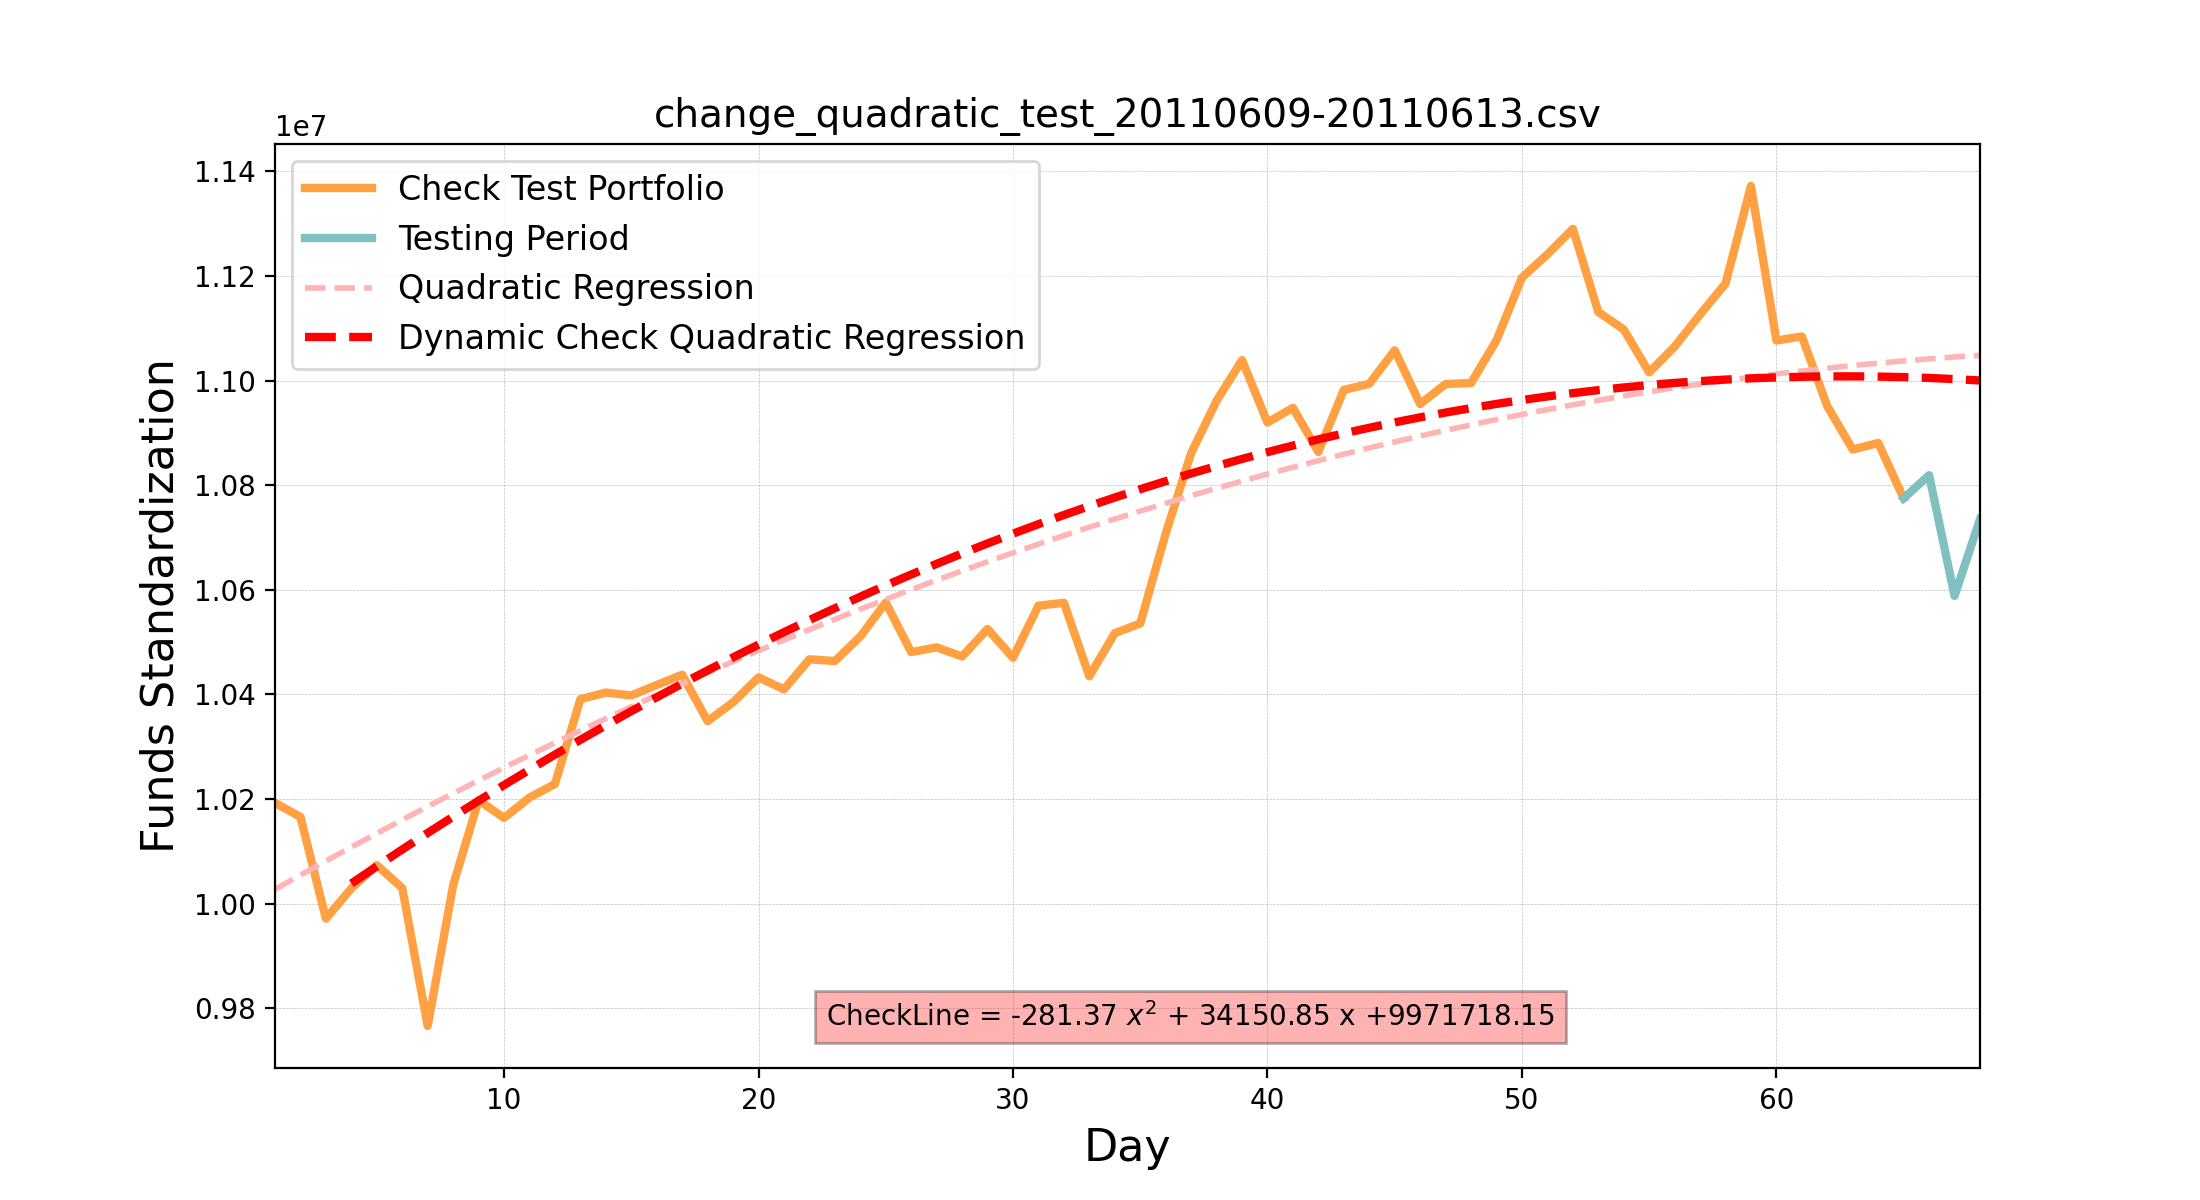 change_quadratic_test_20110609-20110613.csv
1e7
1.14
1.12
1.10
1.08
1.06
1.04
1.02
1.00
0.98
Funds Standardization
Check Test Portfolio
Testing Period
Quadratic Regression
Dynamic Check Quadratic Regression
CheckLine = -281.37 x² + 34150.85 x +9971718.15
10 20 30 40 50 60
Day